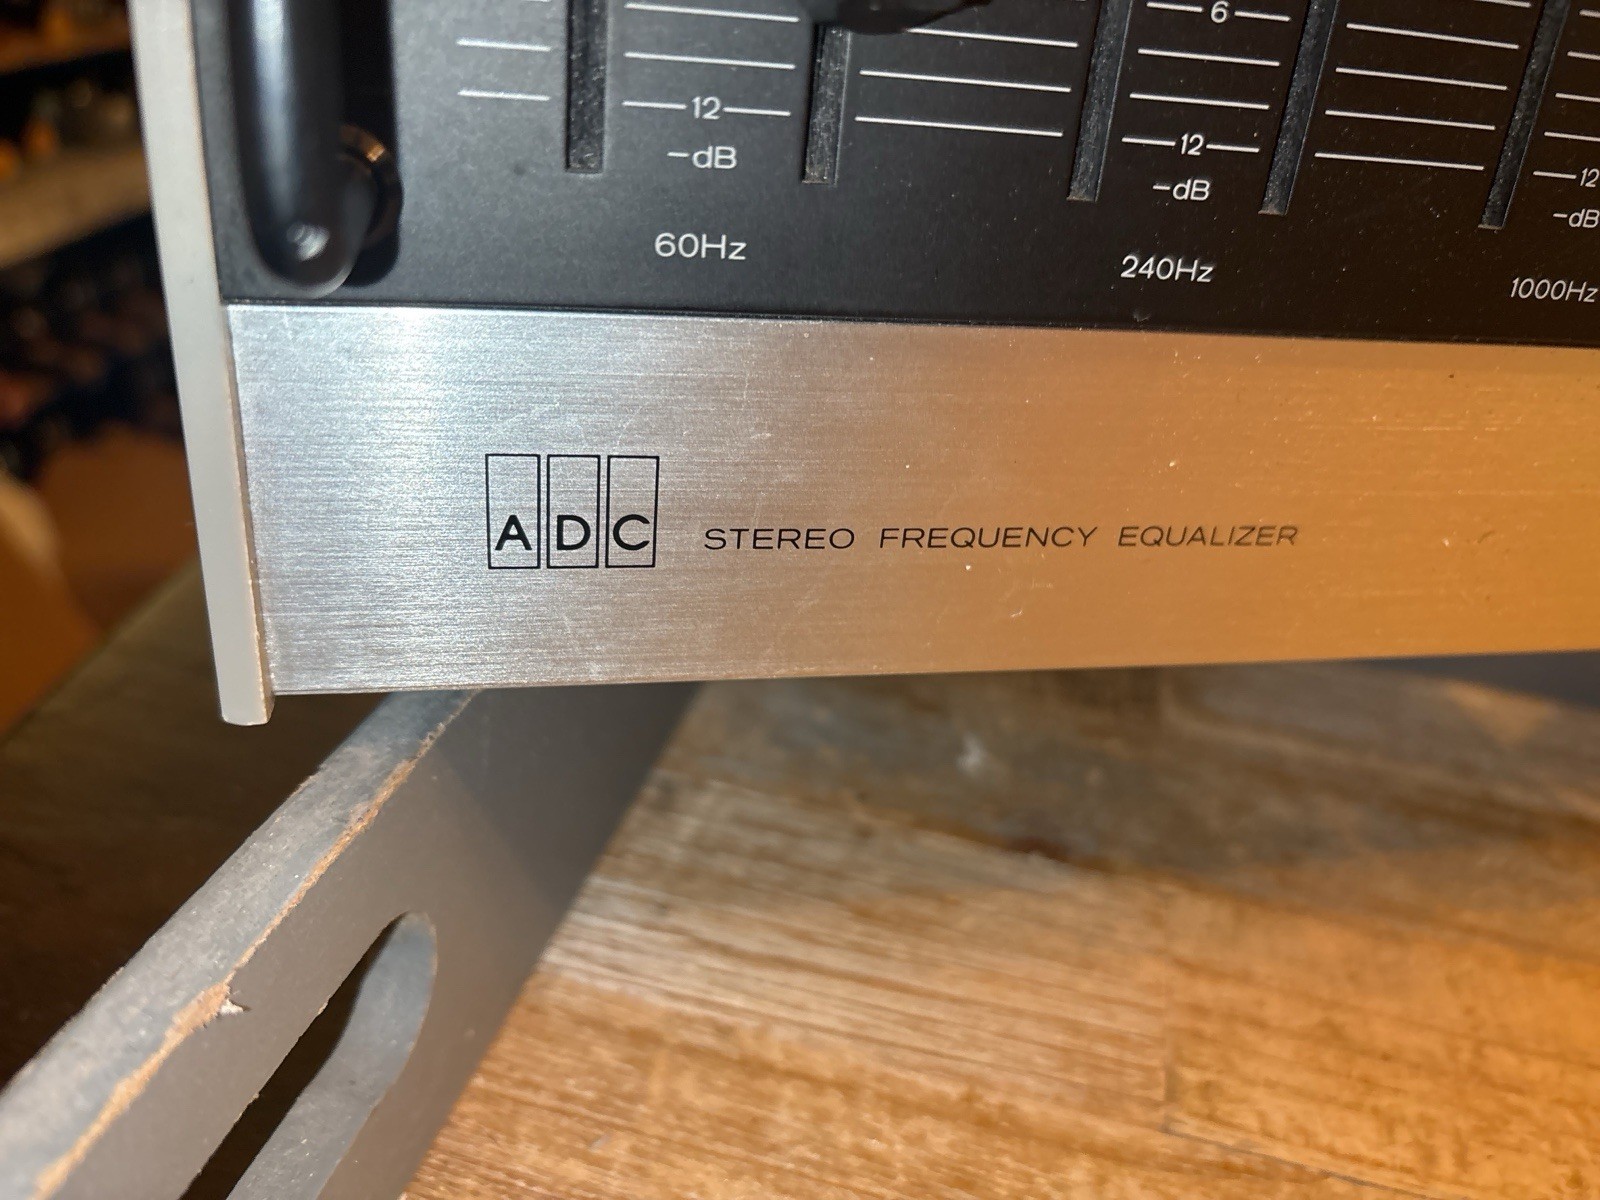 6
12
-dB
12
-dB
12
-dB
60Hz
240Hz
1000Hz
ADC STEREO FREQUENCY EQUALIZER